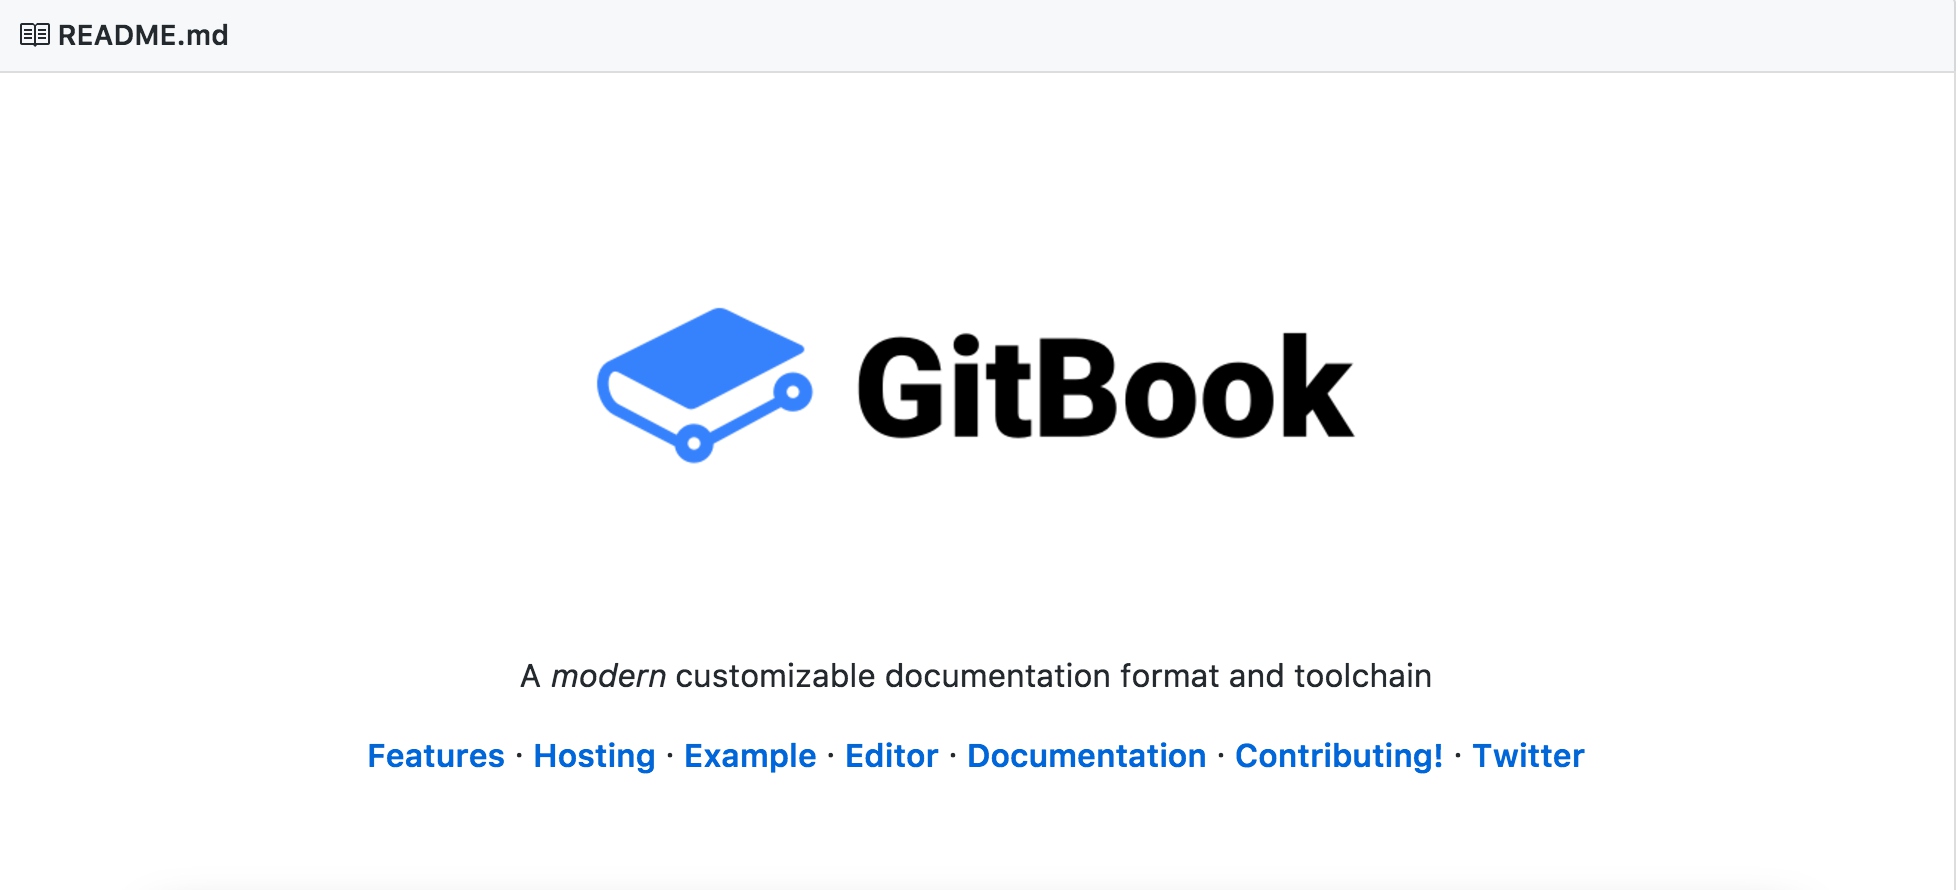 README.md
GitBook
A modern customizable documentation format and toolchain
Features · Hosting · Example · Editor · Documentation · Contributing! · Twitter